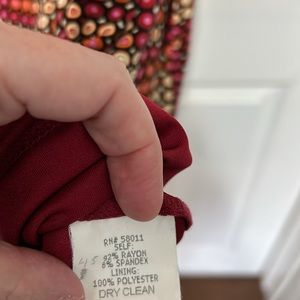 RN# 58011
SELF:
92% RAYON
8% SPANDEX
LINING:
100% POLYESTER
DRY CLEAN